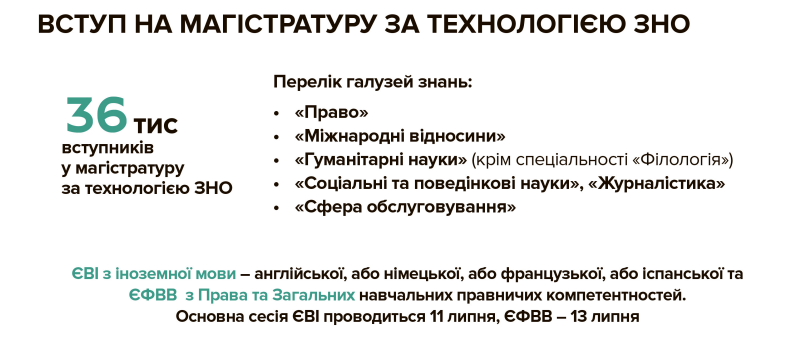 ВСТУП НА МАГІСТРАТУРУ ЗА ТЕХНОЛОГІЄЮ ЗНО
36 тис
вступників
у магістратуру
за технологією ЗНО
Перелік галузей знань:
• «Право»
• «Міжнародні відносини»
• «Гуманітарні науки» (крім спеціальності «Філологія»)
• «Соціальні та поведінкові науки», «Журналістика»
• «Сфера обслуговування»
ЄВІ з іноземної мови – англійської, або німецької, або французької, або іспанської та
ЄФВВ з Права та Загальних навчальних правничих компетентностей.
Основна сесія ЄВІ проводиться 11 липня, ЄФВВ – 13 липня